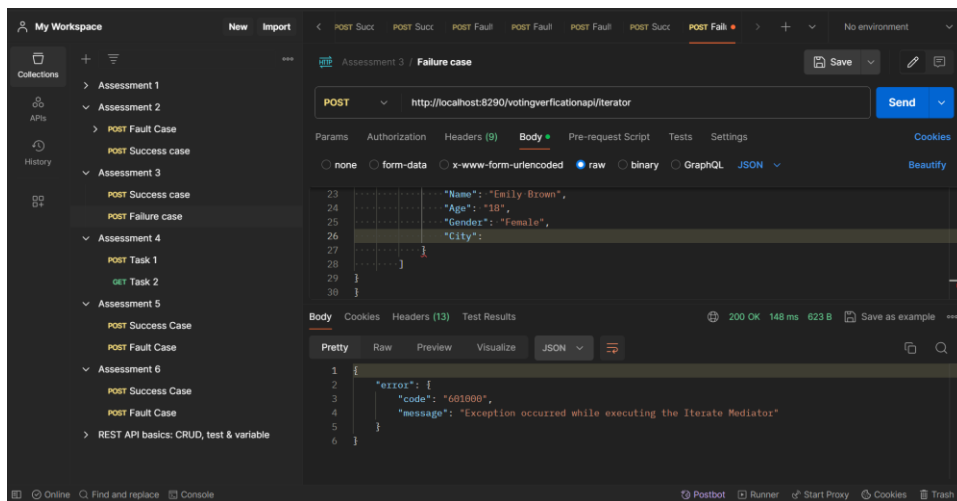 My Workspace
New Import
POST Succ POST Succ POST Fault POST Fault POST Fault POST Succ POST Failu No environment
Collections
APIs
History
Assessment 1
Assessment 2
POST Fault Case
POST Success case
Assessment 3
POST Success case
POST Failure case
Assessment 4
POST Task 1
GET Task 2
Assessment 5
POST Success Case
POST Fault Case
Assessment 6
POST Success Case
POST Fault Case
REST API basics: CRUD, test & variable
HTTP Assessment 3 / Failure case
Save
POST http://localhost:8290/votingverficationapi/iterator Send
Params Authorization Headers (9) Body Pre-request Script Tests Settings Cookies
none form-data x-www-form-urlencoded raw binary GraphQL JSON Beautify
23 "Name": "Emily Brown",
24 "Age": "18",
25 "Gender": "Female",
26 "City":
27 }
28 ]
29 }
30 }
Body Cookies Headers (13) Test Results 200 OK 148 ms 623 B Save as example
Pretty Raw Preview Visualize JSON
1 {
2 "error": {
3 "code": "601000",
4 "message": "Exception occurred while executing the Iterate Mediator"
5 }
6 }
Online Find and replace Console Postbot Runner Start Proxy Cookies Trash